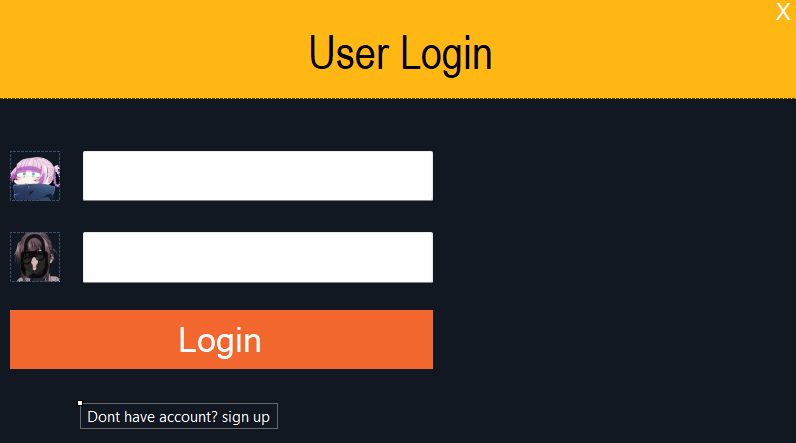 X
User Login
Login
Dont have account? sign up